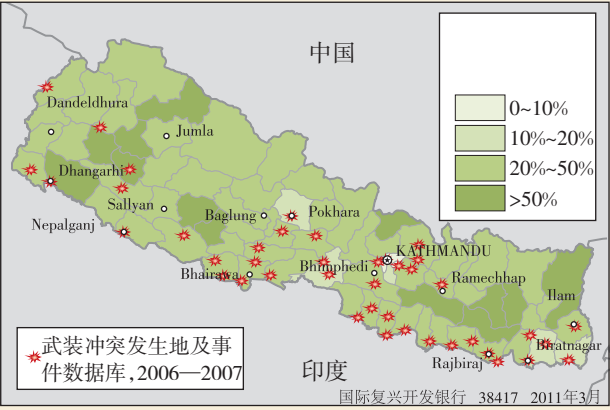 中国
0~10%
10%~20%
20%~50%
>50%
Dandeldhura
Jumla
Dhangarhi
Sallyan
Baglung
Pokhara
Nepalganj
KATHMANDU
Bhairawa
Bhimphedi
Ramechhap
Ilam
武装冲突发生地及事
件数据库,2006—2007
Biratnagar
Rajbiraj
印度
国际复兴开发银行 38417 2011年3月